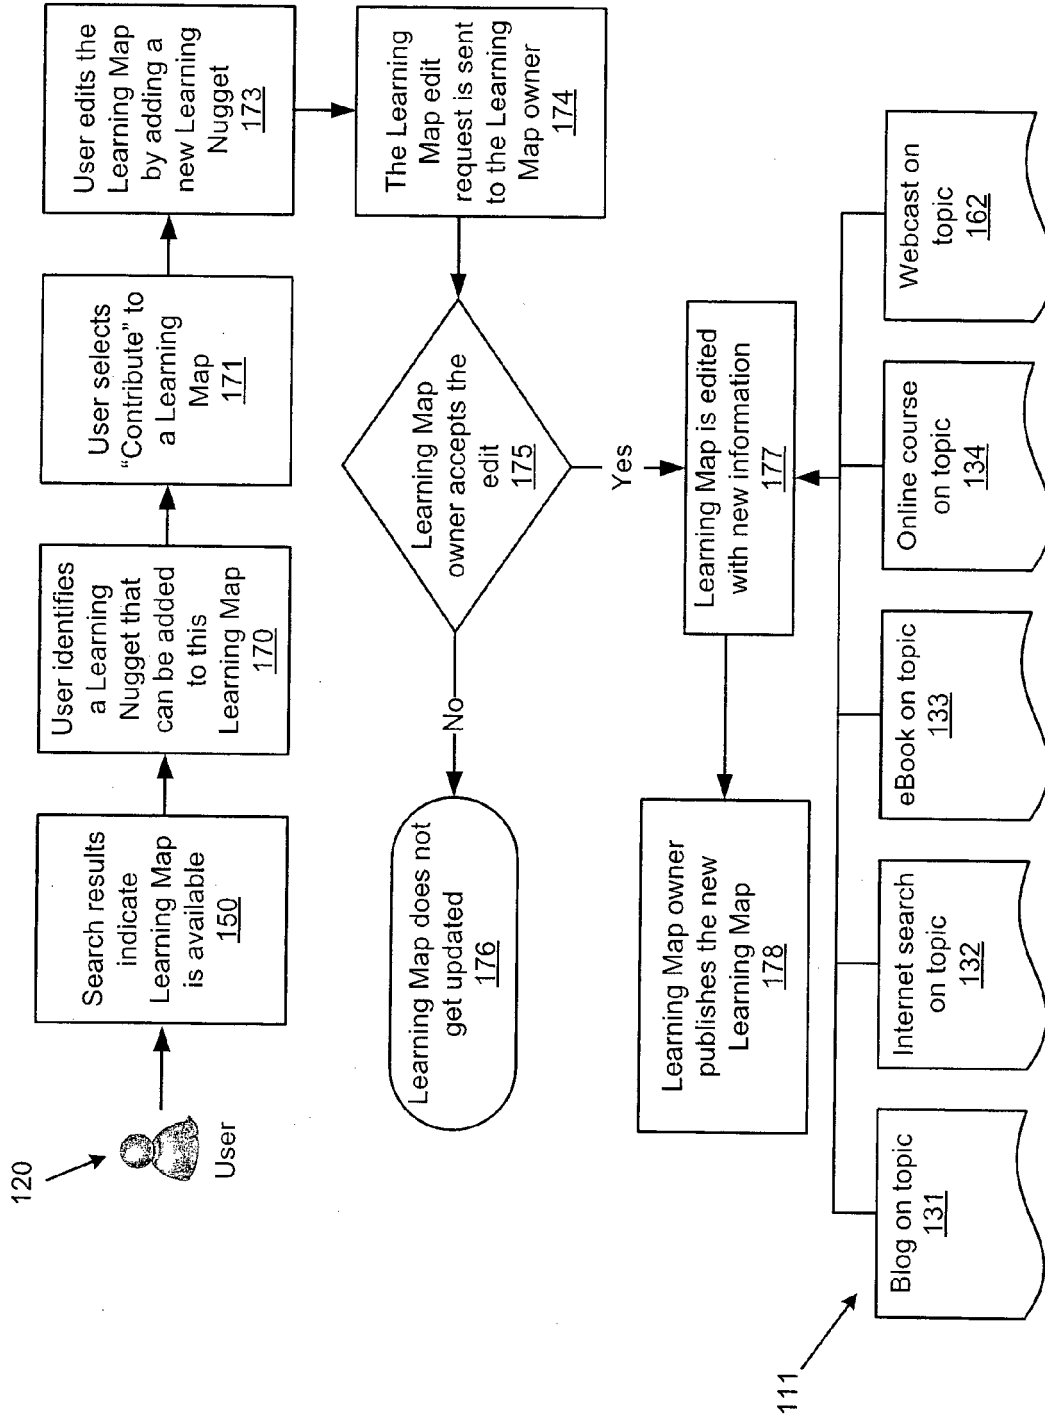 120
User
Search results
indicate
Learning Map
is available
150
User identifies
a Learning
Nugget that
can be added
to this
Learning Map
170
User selects
“Contribute” to
a Learning
Map
171
User edits the
Learning Map
by adding a
new Learning
Nugget
173
The Learning
Map edit
request is sent
to the Learning
Map owner
174
Learning Map
owner accepts the
edit
175
No
Yes
Learning Map does not
get updated
176
Learning Map is edited
with new information
177
Learning Map owner
publishes the new
Learning Map
178
111
Blog on topic
131
Internet search
on topic
132
eBook on topic
133
Online course
on topic
134
Webcast on
topic
162